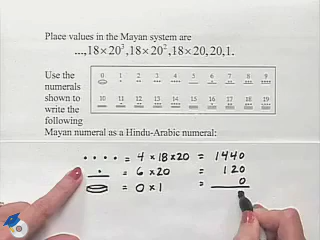 Place values in the Mayan system are
...,18×20³,18×20²,18×20,20,1.
Use the
numerals
shown to
write the
following
0 1 2 3 4 5 6 7 8 9
10 11 12 13 14 15 16 17 18 19
Mayan numeral as a Hindu-Arabic numeral:
• • • • = 4 × 18 × 20 = 1440
= 6 × 20 = 120
= 0 × 1 = 0